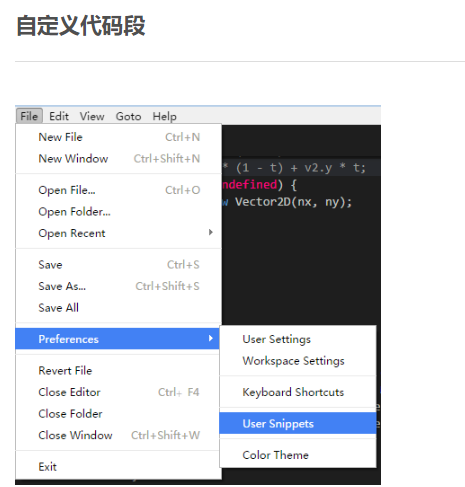 自定义代码段
File Edit View Goto Help
New File Ctrl+N
New Window Ctrl+Shift+N
* (1 - t) + v2.y * t;
ndefined) {
Open File... Ctrl+O
w Vector2D(nx, ny);
Open Folder...
Open Recent
Save Ctrl+S
Save As... Ctrl+Shift+S
Save All
Preferences
User Settings
Workspace Settings
Keyboard Shortcuts
User Snippets
Color Theme
Revert File
Close Editor Ctrl+ F4
Close Folder
Close Window Ctrl+Shift+W
Exit